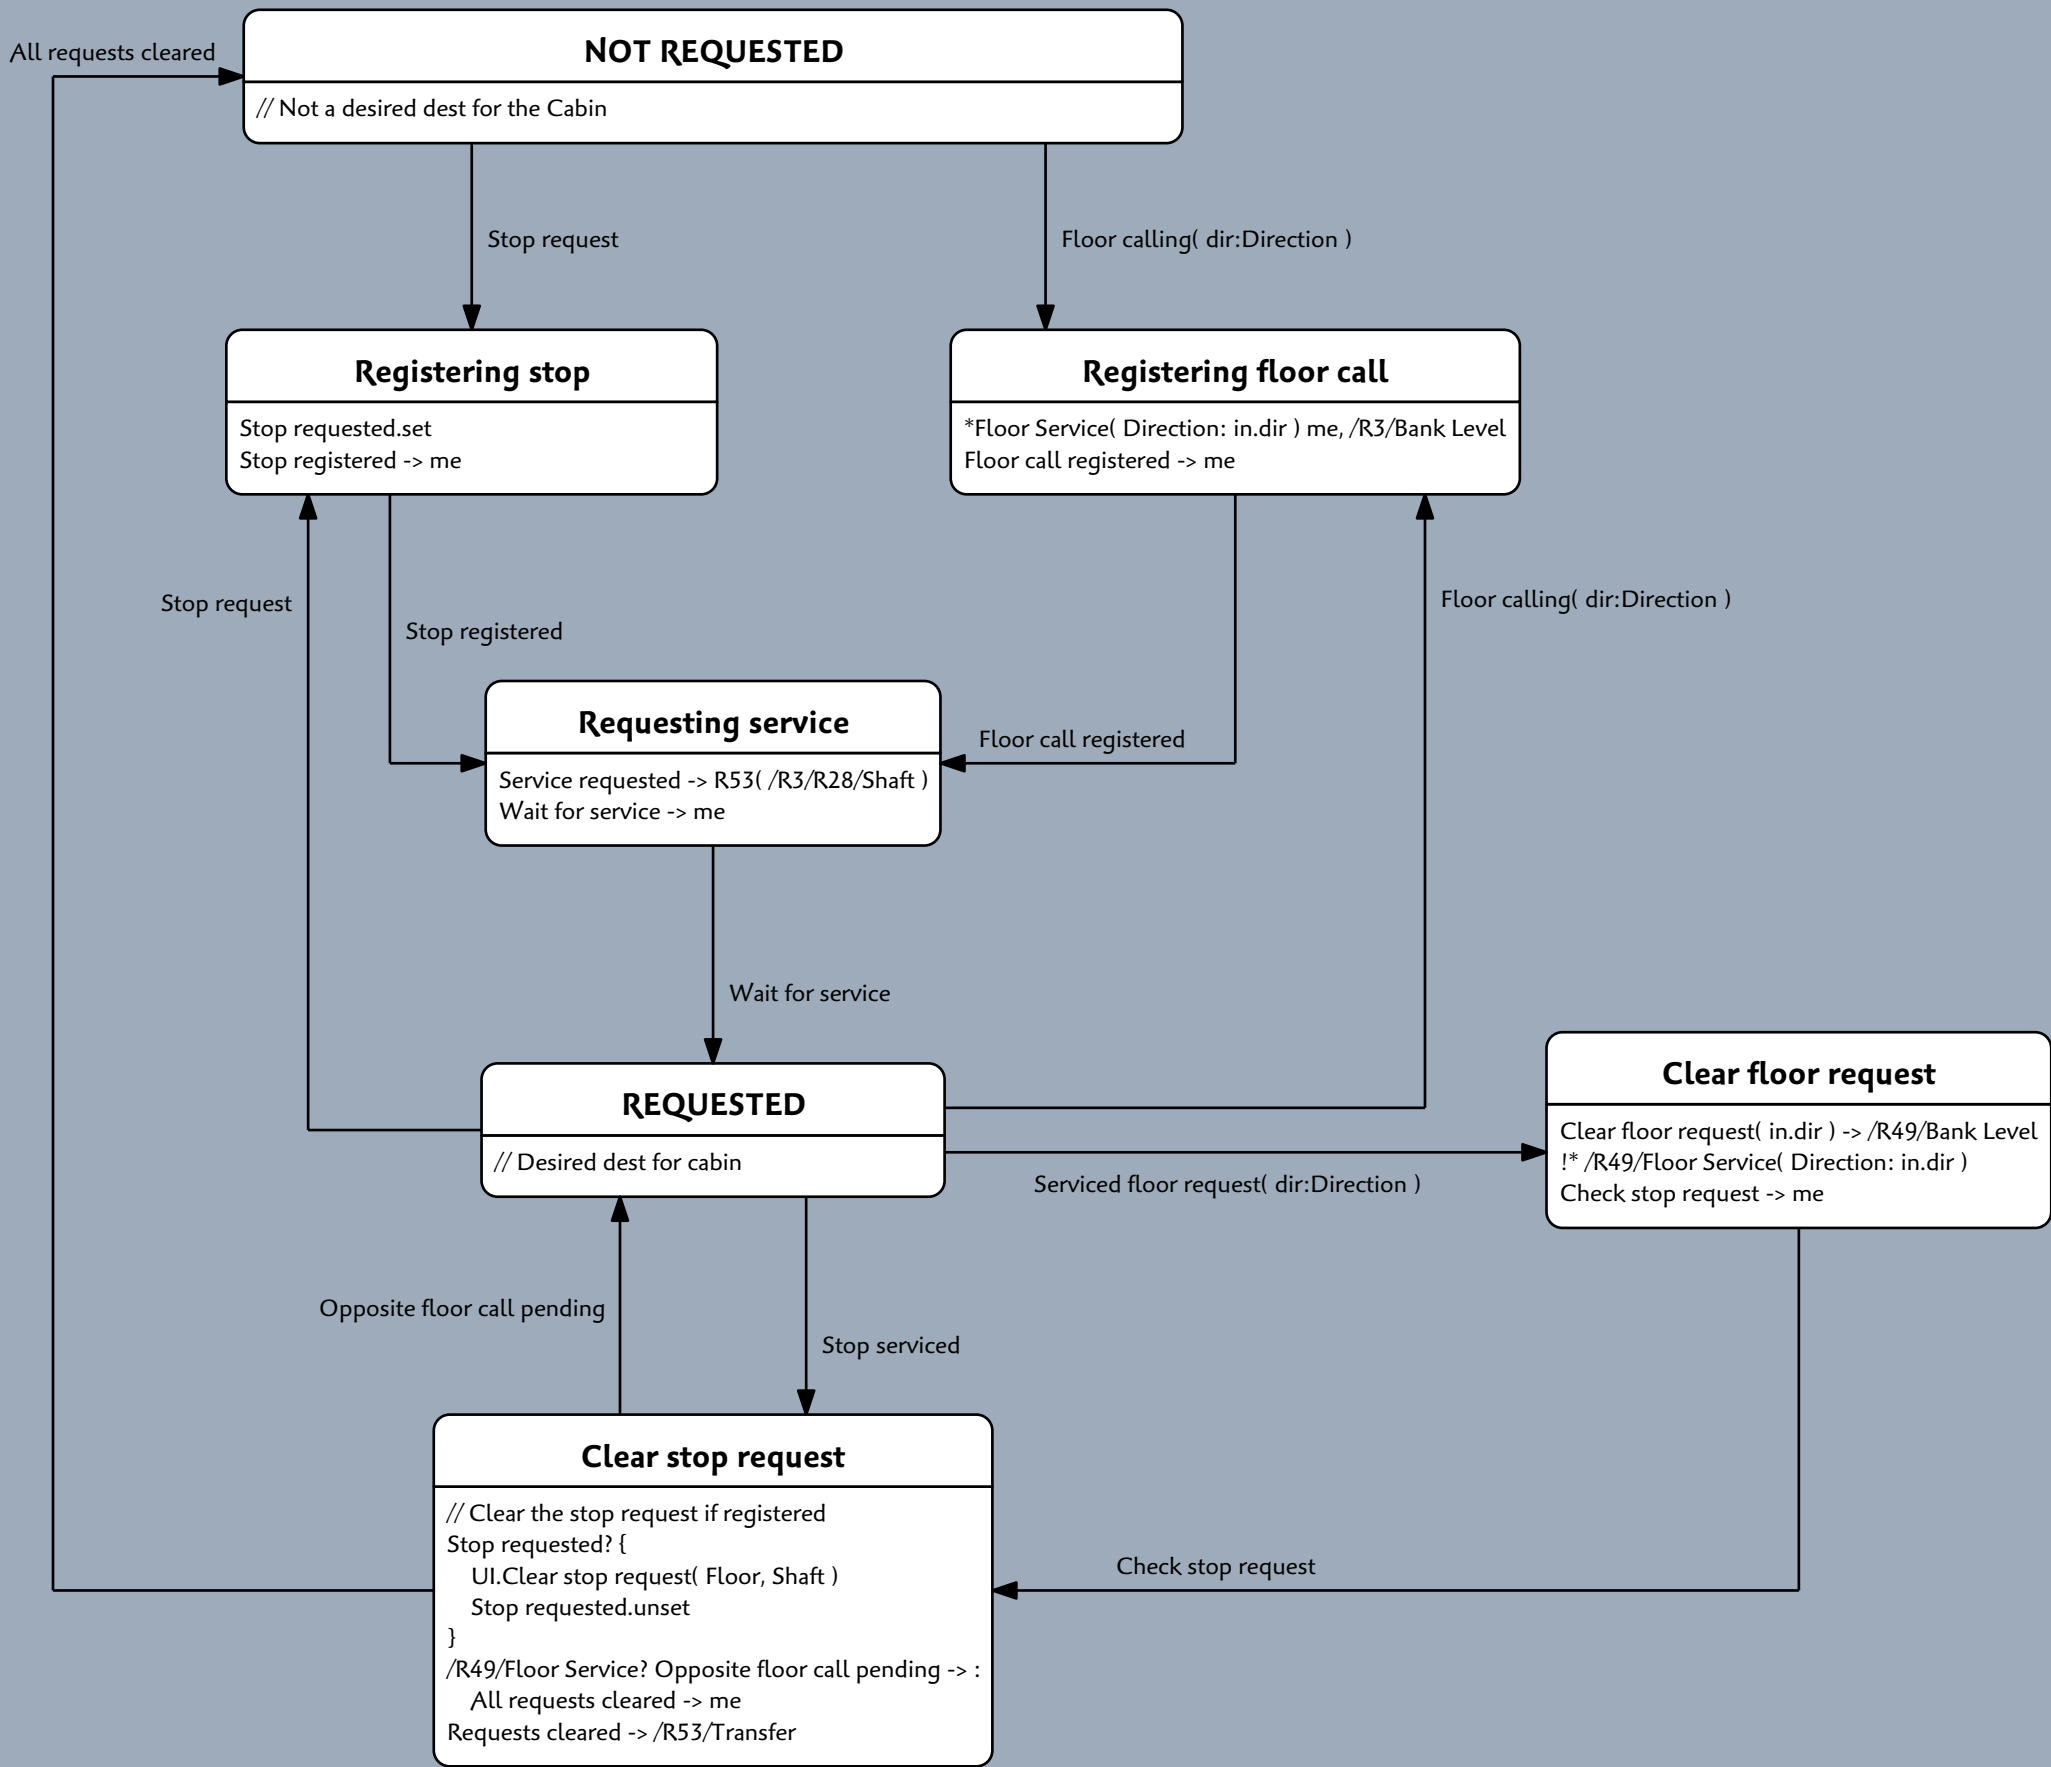 All requests cleared
NOT REQUESTED
// Not a desired dest for the Cabin
Stop request
Floor calling( dir:Direction )
Registering stop
Stop requested.set
Stop registered -> me
Registering floor call
*Floor Service( Direction: in.dir ) me, /R3/Bank Level
Floor call registered -> me
Stop request
Stop registered
Floor calling( dir:Direction )
Requesting service
Service requested -> R53( /R3/R28/Shaft )
Wait for service -> me
Floor call registered
Wait for service
REQUESTED
// Desired dest for cabin
Serviced floor request( dir:Direction )
Clear floor request
Clear floor request( in.dir ) -> /R49/Bank Level
!* /R49/Floor Service( Direction: in.dir )
Check stop request -> me
Opposite floor call pending
Stop serviced
Clear stop request
// Clear the stop request if registered
Stop requested? {
UI.Clear stop request( Floor, Shaft )
Stop requested.unset
}
/R49/Floor Service? Opposite floor call pending -> :
All requests cleared -> me
Requests cleared -> /R53/Transfer
Check stop request